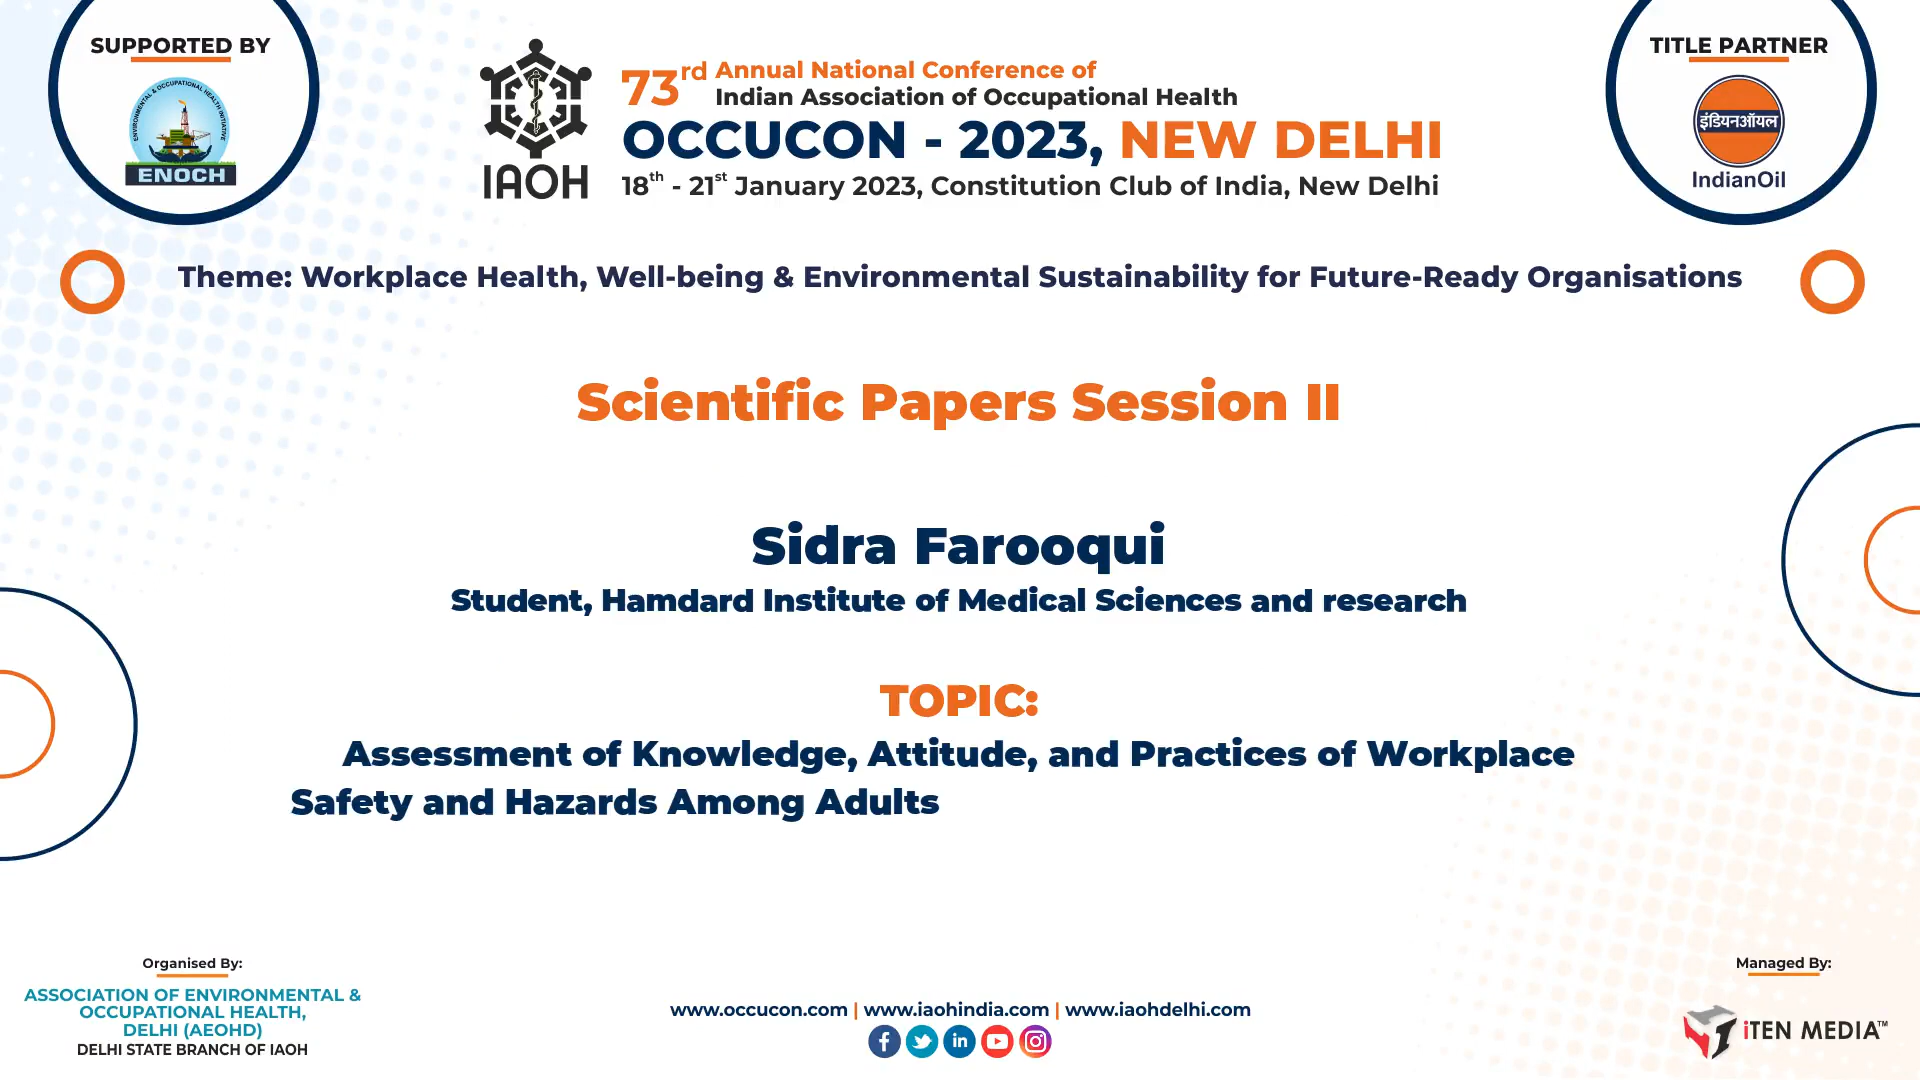 SUPPORTED BY
ENVIRONMENTAL & OCCUPATIONAL HEALTH INITIATIVE
ENOCH
IAOH
73rd Annual National Conference of
Indian Association of Occupational Health
OCCUCON - 2023, NEW DELHI
18th - 21st January 2023, Constitution Club of India, New Delhi
TITLE PARTNER
इंडियनऑयल
IndianOil
Theme: Workplace Health, Well-being & Environmental Sustainability for Future-Ready Organisations
Scientific Papers Session II
Sidra Farooqui
Student, Hamdard Institute of Medical Sciences and research
TOPIC:
Assessment of Knowledge, Attitude, and Practices of Workplace
Safety and Hazards Among Adults
Organised By:
ASSOCIATION OF ENVIRONMENTAL &
OCCUPATIONAL HEALTH,
DELHI (AEOHD)
DELHI STATE BRANCH OF IAOH
www.occucon.com | www.iaohindia.com | www.iaohdelhi.com
Managed By:
iTEN MEDIA™